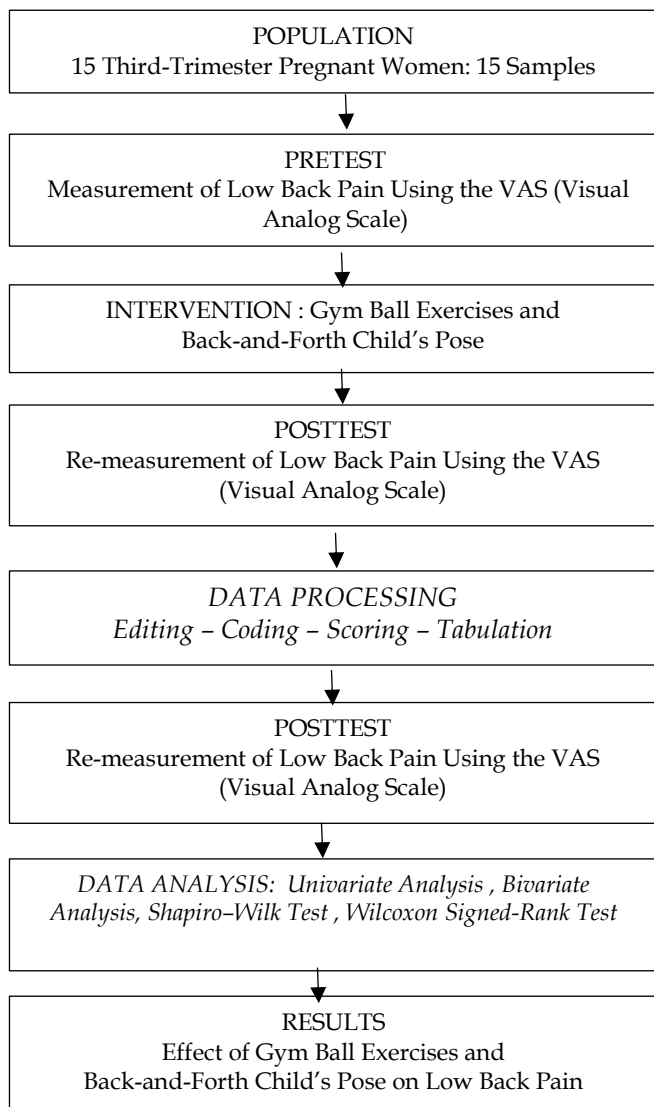 POPULATION
15 Third-Trimester Pregnant Women: 15 Samples
PRETEST
Measurement of Low Back Pain Using the VAS (Visual
Analog Scale)
INTERVENTION : Gym Ball Exercises and
Back-and-Forth Child’s Pose
POSTTEST
Re-measurement of Low Back Pain Using the VAS
(Visual Analog Scale)
DATA PROCESSING
Editing – Coding – Scoring – Tabulation
POSTTEST
Re-measurement of Low Back Pain Using the VAS
(Visual Analog Scale)
DATA ANALYSIS: Univariate Analysis , Bivariate
Analysis, Shapiro–Wilk Test , Wilcoxon Signed-Rank Test
RESULTS
Effect of Gym Ball Exercises and
Back-and-Forth Child’s Pose on Low Back Pain